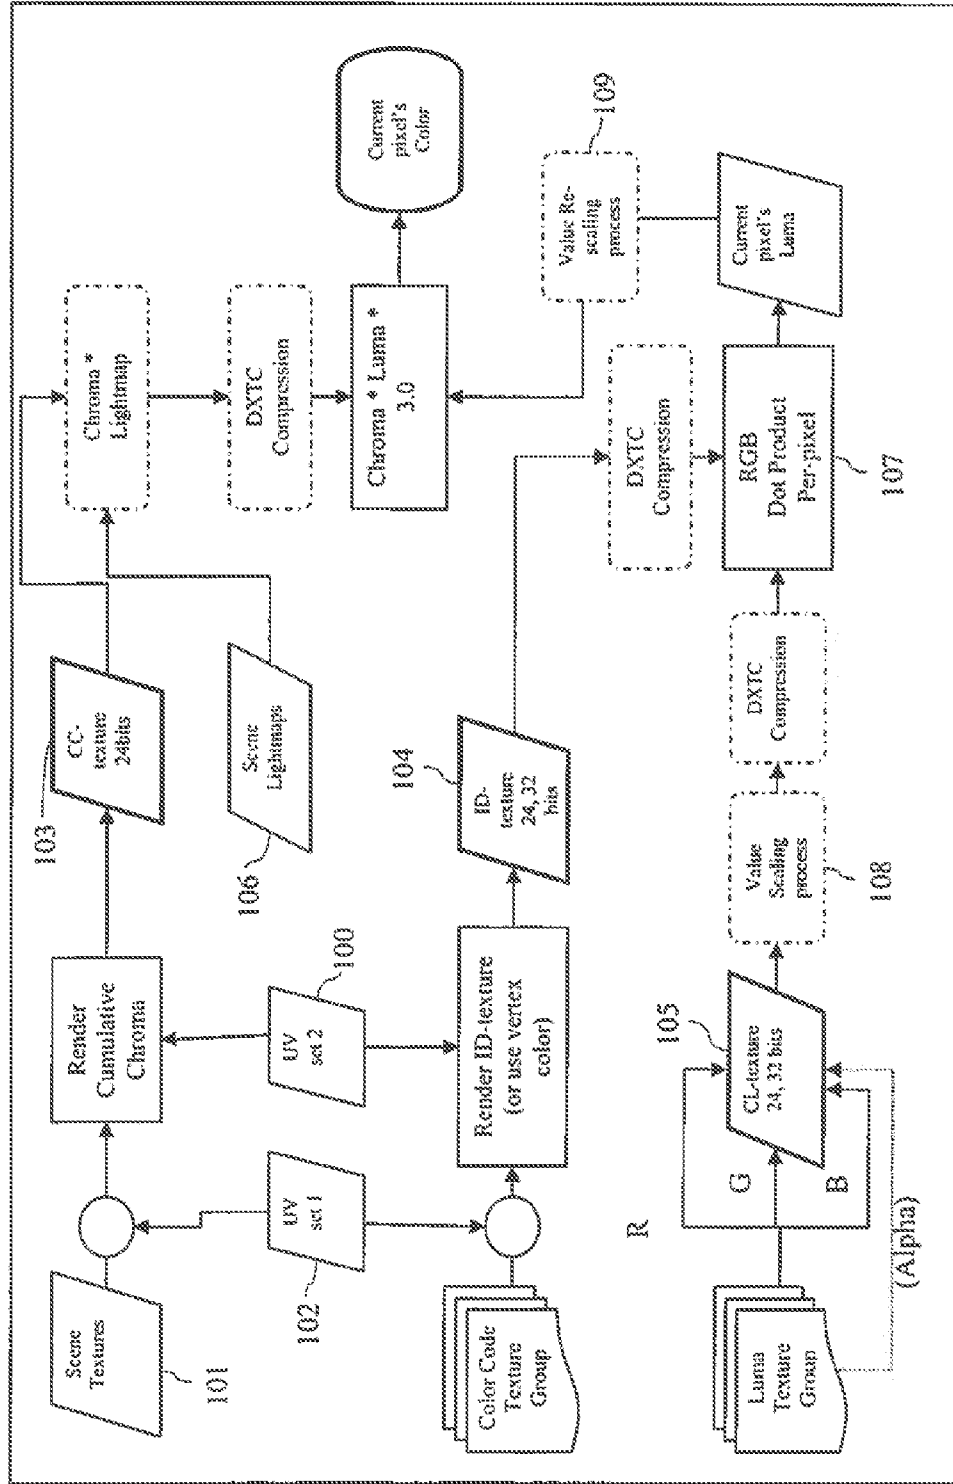 Scene
Textures
101
Render
Cumulative
Chroma
103
CC-
texture
24bits
Chroma *
Lightmap
UV
set 1
102
UV
set 2
100
Scene
Lightmaps
106
DXTC
Compression
Chroma * Luma *
3.0
Current
pixel's
Color
Color Code
Texture
Group
Render ID-texture
(or use vertex
color)
ID-
texture
24, 32
bits
104
DXTC
Compression
Value Re-
scaling
process
109
Luma
Texture
Group
R
G
B
(Alpha)
CL-texture
24, 32 bits
105
Value
Scaling
process
108
DXTC
Compression
RGB
Dot Product
Per-pixel
107
Current
pixel's
Luma